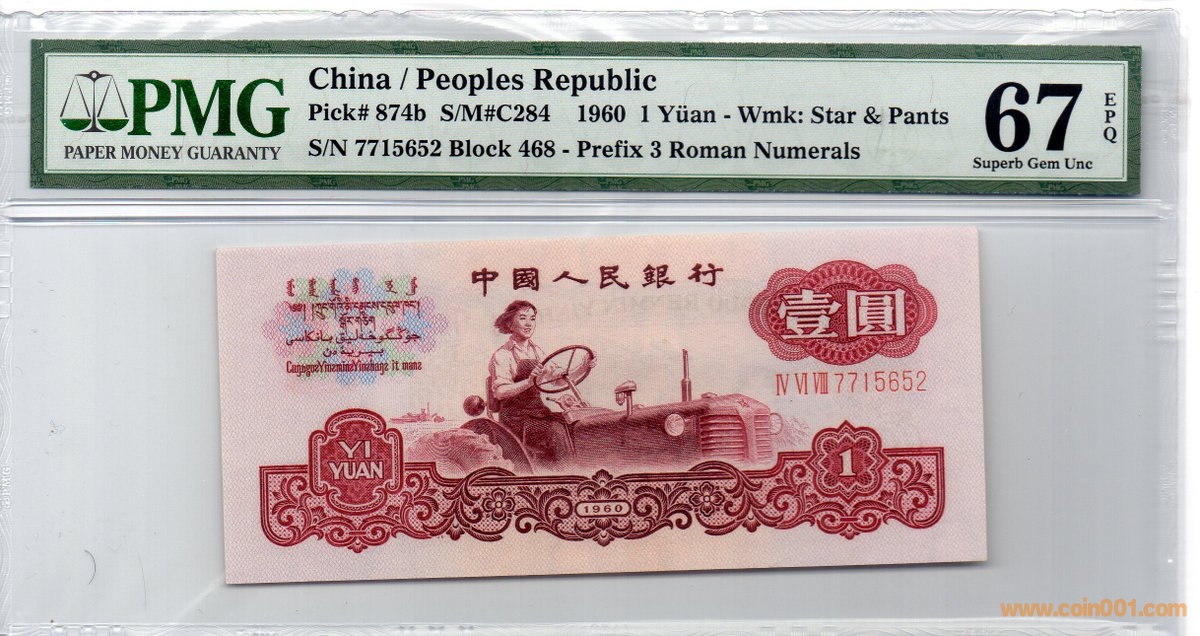 PMG
PAPER MONEY GUARANTY
China / Peoples Republic
Pick# 874b S/M#C284 1960 1 Yüan - Wmk: Star & Pants
S/N 7715652 Block 468 - Prefix 3 Roman Numerals
67
EPQ
Superb Gem Unc
中國人民銀行
壹圓
IV VI VIII 7715652
YI
YUAN
1960
1
www.coin001.com